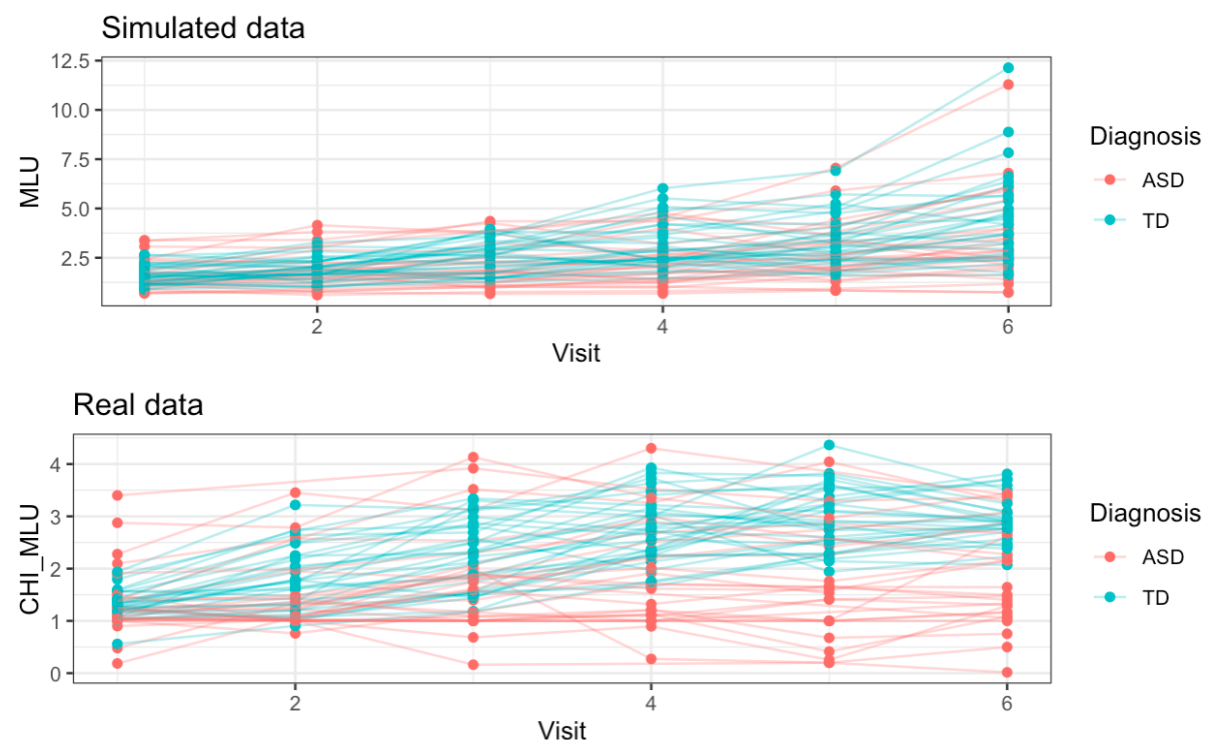 Simulated data
12.5
10.0
7.5
5.0
2.5
MLU
2 4 6
Visit
Diagnosis
ASD
TD
Real data
4
3
2
1
0
CHI_MLU
2 4 6
Visit
Diagnosis
ASD
TD